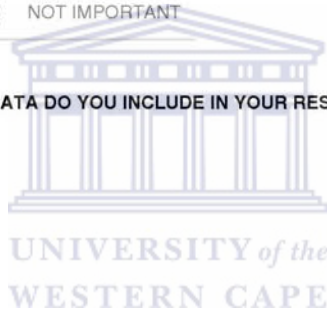 NOT IMPORTANT
ATA DO YOU INCLUDE IN YOUR RES
UNIVERSITY of the
WESTERN CAPE